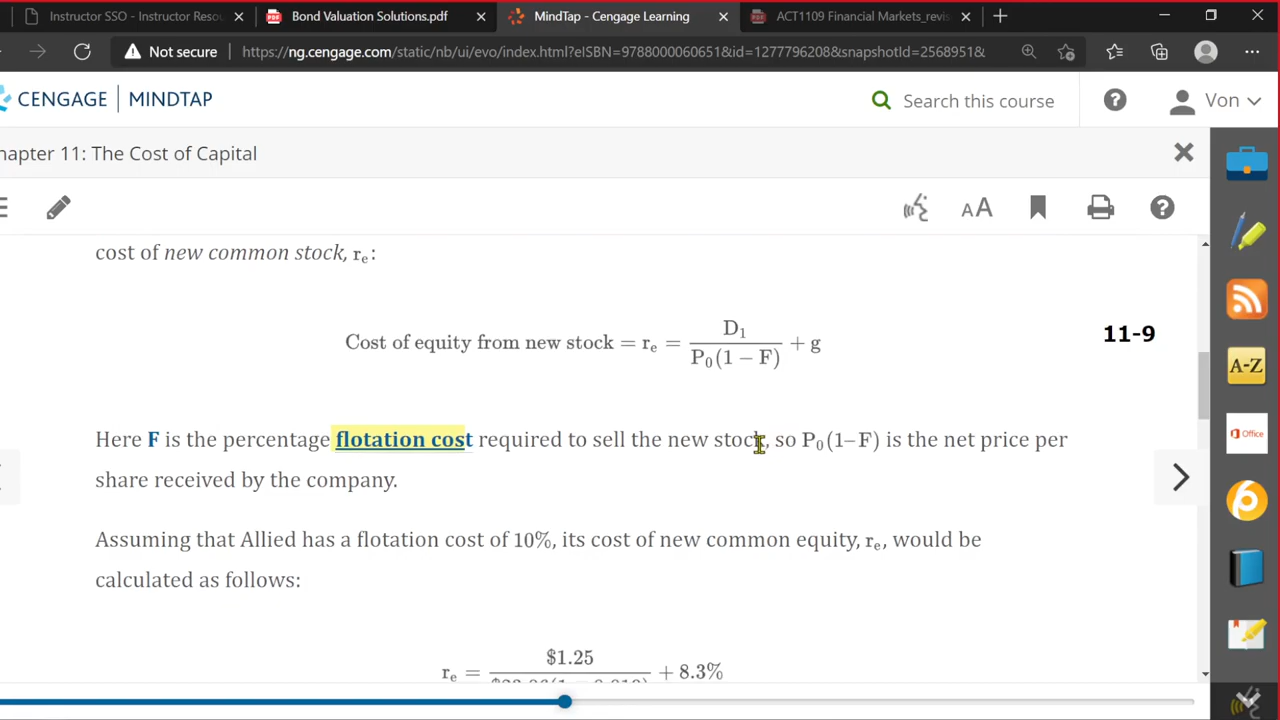 Instructor SSO - Instructor Resou
Bond Valuation Solutions.pdf
MindTap - Cengage Learning
ACT1109 Financial Markets_revis
Not secure
https://ng.cengage.com/static/nb/ui/evo/index.html?eISBN=9788000060651&id=1277796208&snapshotId=2568951&
CENGAGE | MINDTAP
Search this course
Von
hapter 11: The Cost of Capital
AA
cost of new common stock, rₑ:
Cost of equity from new stock = rₑ = D₁ / P₀(1 − F) + g
11-9
Here F is the percentage flotation cost required to sell the new stock, so P₀(1–F) is the net price per
share received by the company.
Assuming that Allied has a flotation cost of 10%, its cost of new common equity, rₑ, would be
calculated as follows:
$1.25
rₑ = + 8.3%
A-Z
Office